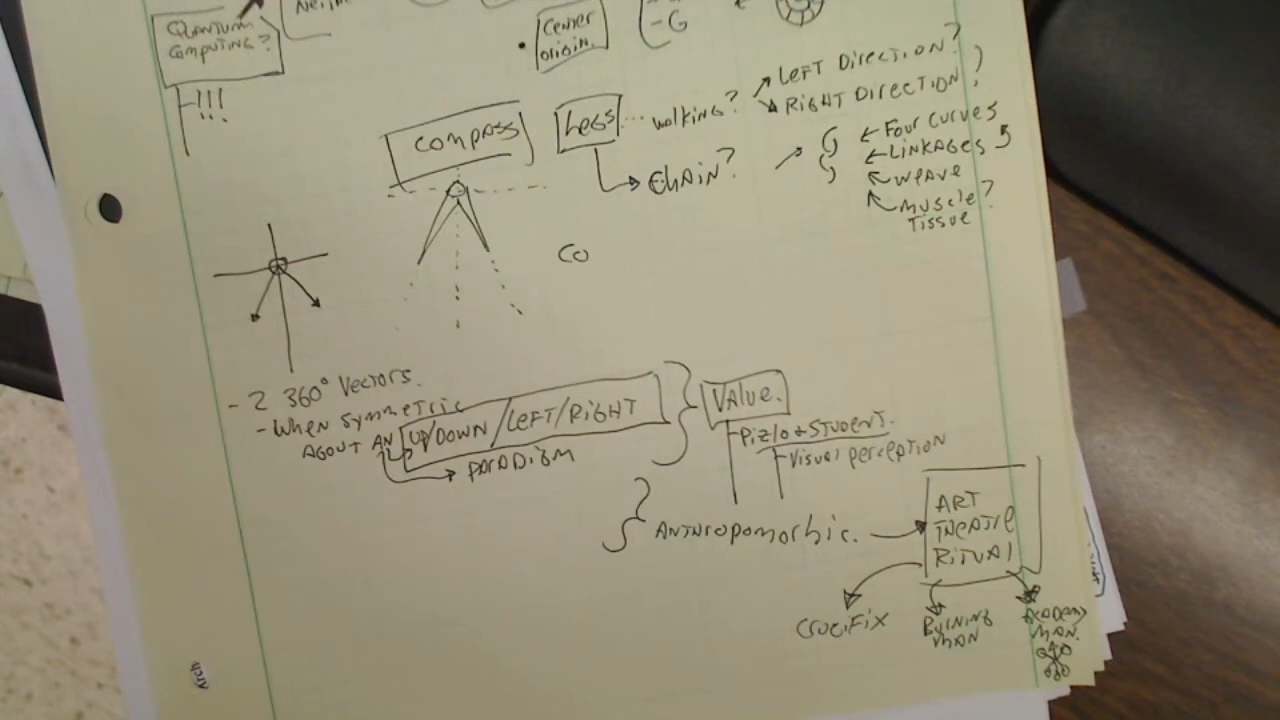 QUANTUM
COMPUTING?
!!!
CENTER
ORIGIN.
-G
COMPASS
LEGS ... WALKING?
LEFT DIRECTION?
RIGHT DIRECTION?
CHAIN?
FOUR CURVES
LINKAGES
WEAVE
MUSCLE?
TISSUE
CO
- 2 360° VECTORS.
- WHEN SYMMETRIC
ABOUT AN UP/DOWN/LEFT/RIGHT
PARADIGM
VALUE.
STUDENT.
VISUAL PERCEPTION
ANTHROPOMORPHIC.
ART
THEATRE
RITUAL
CRUCIFIX
BURNING
MAN
MAN.